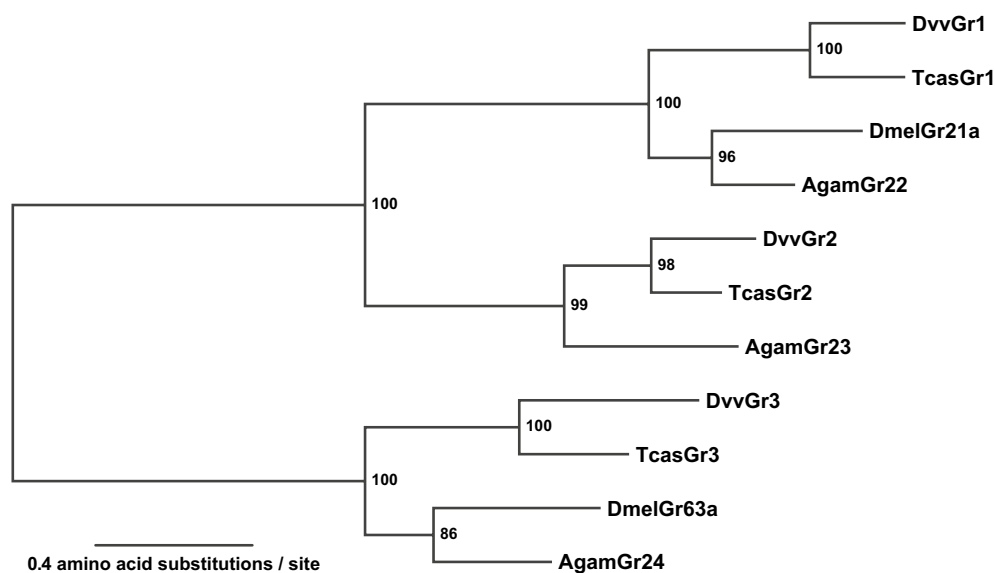 DvvGr1
100
TcasGr1
100
DmelGr21a
96
AgamGr22
100
DvvGr2
98
TcasGr2
99
AgamGr23
DvvGr3
100
TcasGr3
100
DmelGr63a
86
AgamGr24
0.4 amino acid substitutions / site